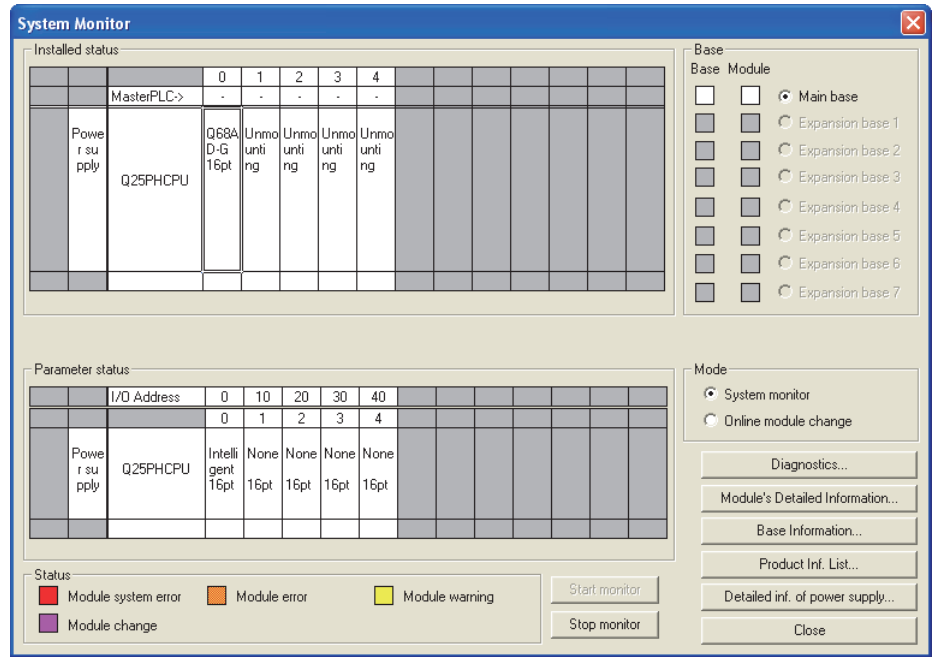 System Monitor
Installed status
0 1 2 3 4
MasterPLC-> - - - - -
Powe
r su
pply
Q25PHCPU
Q68A
D-G
16pt
Unmo
unti
ng
Unmo
unti
ng
Unmo
unti
ng
Unmo
unti
ng
Base
Base Module
Main base
Expansion base 1
Expansion base 2
Expansion base 3
Expansion base 4
Expansion base 5
Expansion base 6
Expansion base 7
Parameter status
I/O Address 0 10 20 30 40
0 1 2 3 4
Powe
r su
pply
Q25PHCPU
Intelli
gent
16pt
None
16pt
None
16pt
None
16pt
None
16pt
Mode
System monitor
Online module change
Diagnostics...
Module's Detailed Information...
Base Information...
Product Inf. List...
Detailed inf. of power supply...
Close
Status
Module system error Module error Module warning
Module change
Start monitor
Stop monitor